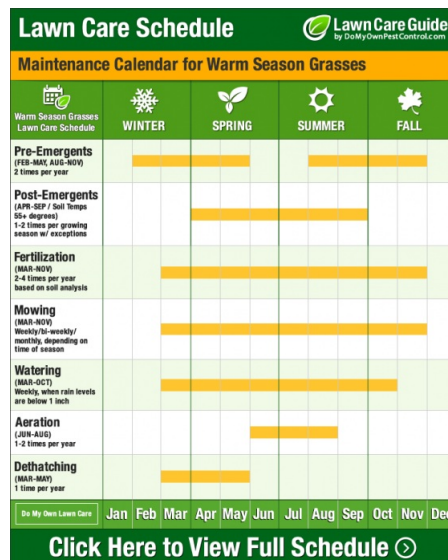 Lawn Care Schedule
Lawn Care Guide
by DoMyOwnPestControl.com
Maintenance Calendar for Warm Season Grasses
Warm Season Grasses
Lawn Care Schedule
WINTER
SPRING
SUMMER
FALL
Pre-Emergents
(FEB-MAY, AUG-NOV)
2 times per year
Post-Emergents
(APR-SEP / Soil Temps
55+ degrees)
1-2 times per growing
season w/ exceptions
Fertilization
(MAR-NOV)
2-4 times per year
based on soil analysis
Mowing
(MAR-NOV)
Weekly/bi-weekly/
monthly, depending on
time of season
Watering
(MAR-OCT)
Weekly, when rain levels
are below 1 inch
Aeration
(JUN-AUG)
1-2 times per year
Dethatching
(MAR-MAY)
1 time per year
Do My Own Lawn Care
Jan Feb Mar Apr May Jun Jul Aug Sep Oct Nov Dec
Click Here to View Full Schedule